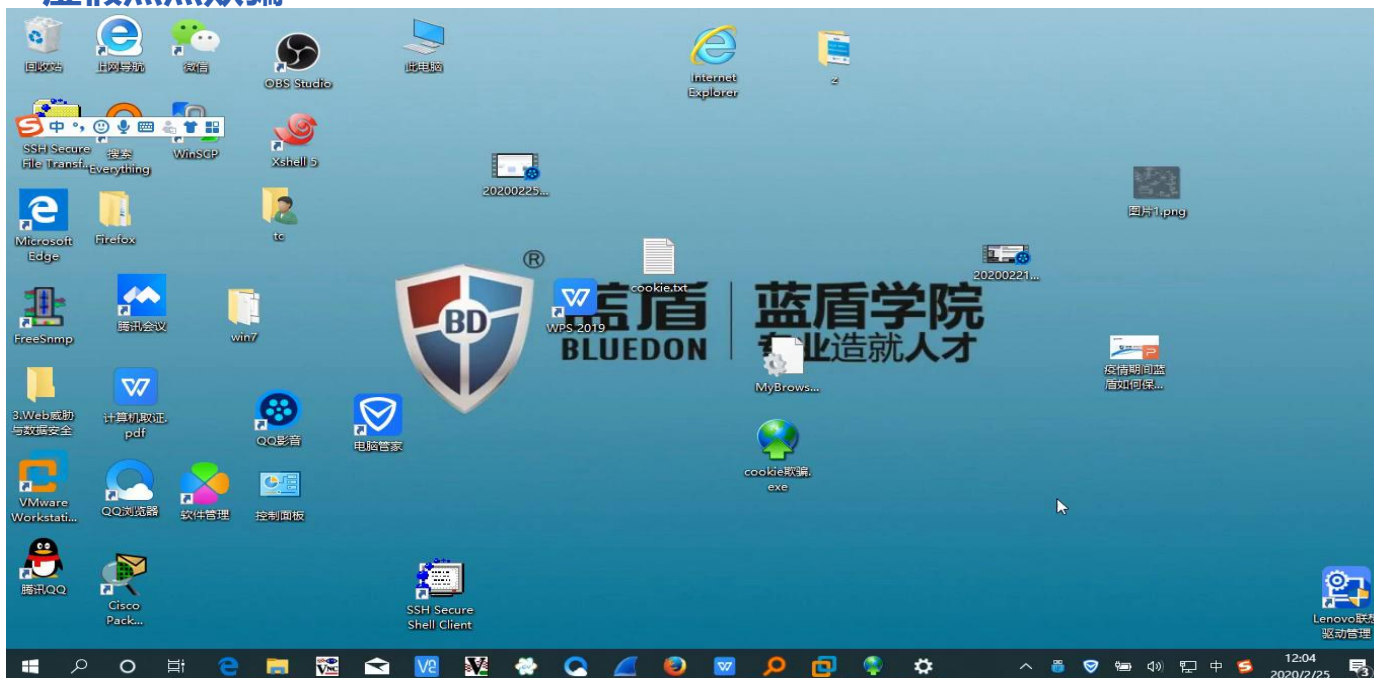 回收站
上网导航
微信
OBS Studio
此电脑
Internet
Explorer
z
中
SSH Secure
File Transf...
搜索
Everything
WinSCP
Xshell 5
20200225...
图片1.png
Microsoft
Edge
Firefox
tc
®
cookie.txt
20200221...
FreeSnmp
腾讯会议
win7
BD
WPS 2019
蓝盾
BLUEDON
蓝盾学院
专业造就人才
MyBrows...
疫情期间蓝
盾如何保...
3.Web威胁
与数据安全
计算机取证.
pdf
QQ影音
电脑管家
cookie欺骗.
exe
VMware
Workstati...
QQ浏览器
软件管理
控制面板
腾讯QQ
Cisco
Pack...
SSH Secure
Shell Client
Lenovo联想
驱动管理
中
12:04
2020/2/25
3